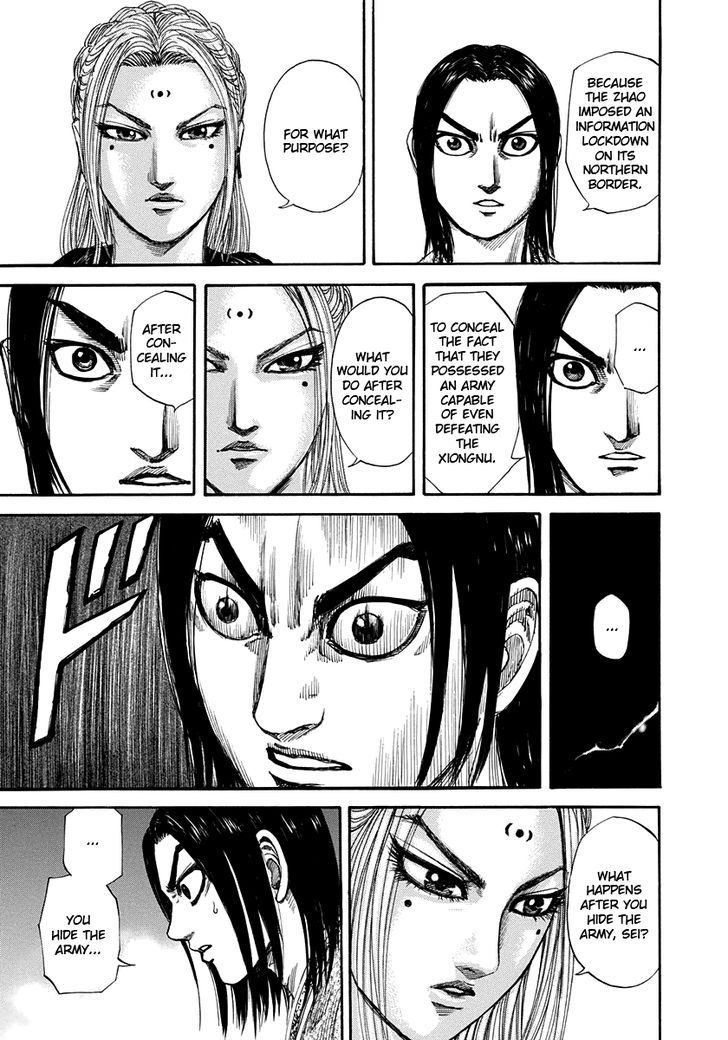 BECAUSE
THE ZHAO
IMPOSED AN
INFORMATION
LOCKDOWN
ON ITS
NORTHERN
BORDER.
FOR WHAT
PURPOSE?
...
TO CONCEAL
THE FACT
THAT THEY
POSSESSED
AN ARMY
CAPABLE
OF EVEN
DEFEATING
THE
XIONGNU.
WHAT
WOULD YOU
DO AFTER
CONCEAL-
ING IT?
AFTER
CON-
CEALING
IT...
...
ドン
WHAT
HAPPENS
AFTER YOU
HIDE THE
ARMY, SEI?
...
YOU
HIDE THE
ARMY...